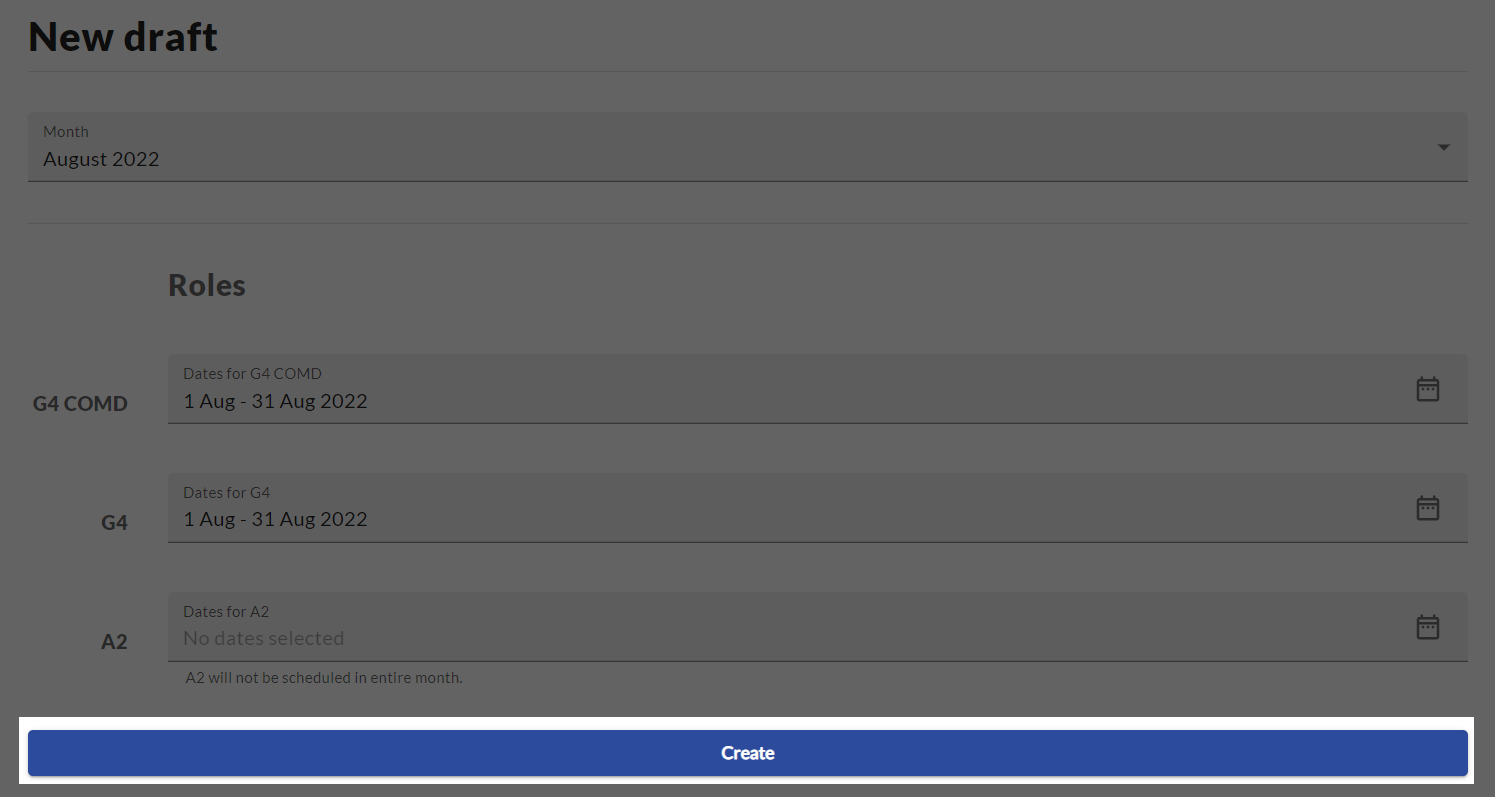 New draft
Month
August 2022
Roles
G4 COMD
Dates for G4 COMD
1 Aug - 31 Aug 2022
G4
Dates for G4
1 Aug - 31 Aug 2022
A2
Dates for A2
No dates selected
A2 will not be scheduled in entire month.
Create